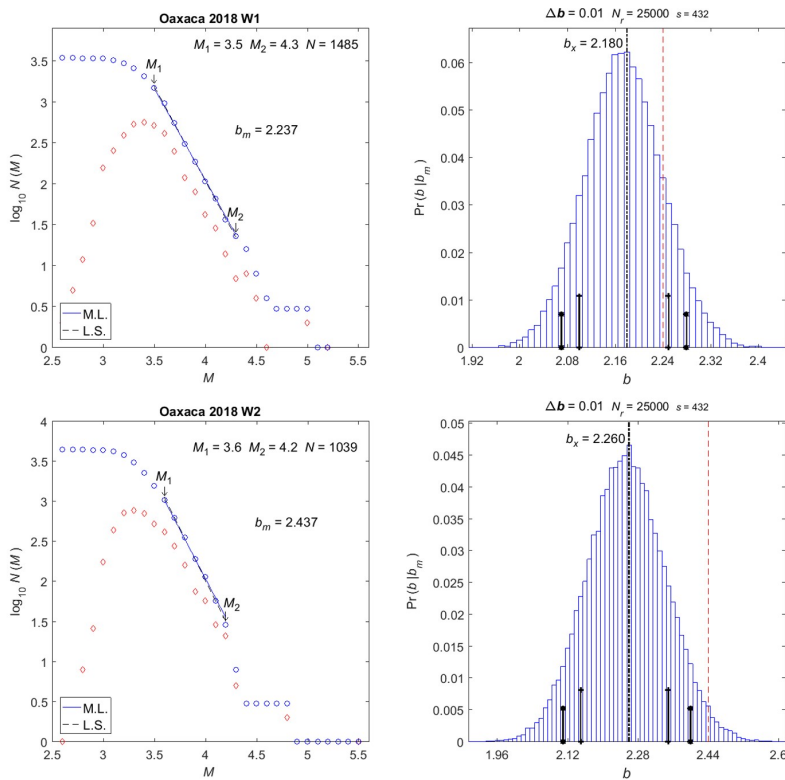 Oaxaca 2018 W1
M₁ = 3.5 M₂ = 4.3 N = 1485
M₁
bₘ = 2.237
M₂
M.L.
L.S.
log₁₀ N (M)
0
0.5
1
1.5
2
2.5
3
3.5
2.5
3
3.5
4
4.5
5
5.5
M
Δb = 0.01 Nᵣ = 25000 s = 432
bₓ = 2.180
Pr (b |bₘ)
0
0.01
0.02
0.03
0.04
0.05
0.06
1.92
2
2.08
2.16
2.24
2.32
2.4
b
Oaxaca 2018 W2
M₁ = 3.6 M₂ = 4.2 N = 1039
M₁
bₘ = 2.437
M₂
M.L.
L.S.
log₁₀ N (M)
0
0.5
1
1.5
2
2.5
3
3.5
4
2.5
3
3.5
4
4.5
5
5.5
M
Δb = 0.01 Nᵣ = 25000 s = 432
bₓ = 2.260
Pr (b |bₘ)
0
0.005
0.01
0.015
0.02
0.025
0.03
0.035
0.04
0.045
0.05
1.96
2.12
2.28
2.44
2.6
b